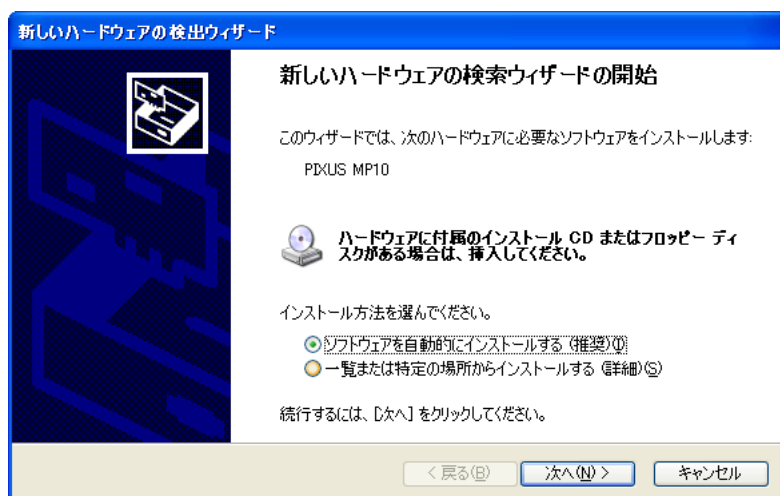 新しいハードウェアの検出ウィザード
新しいハードウェアの検索ウィザードの開始
このウィザードでは、次のハードウェアに必要なソフトウェアをインストールします:
PIXUS MP10
ハードウェアに付属のインストール CD またはフロッピー ディ
スクがある場合は、挿入してください。
インストール方法を選んでください。
ソフトウェアを自動的にインストールする (推奨)(I)
一覧または特定の場所からインストールする (詳細)(S)
続行するには、[次へ] をクリックしてください。
< 戻る(B)
次へ(N) >
キャンセル